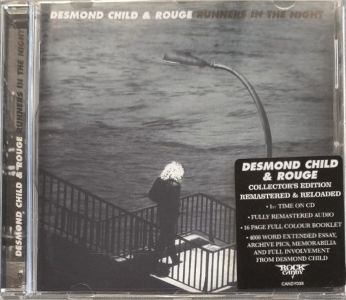 DESMOND CHILD & ROUGE RUNNERS IN THE NIGHT
DESMOND CHILD & ROUGE RUNNERS IN THE NIGHT
DESMOND CHILD
& ROUGE
COLLECTOR'S EDITION
REMASTERED & RELOADED
• 1ST TIME ON CD
• FULLY REMASTERED AUDIO
• 16 PAGE FULL COLOUR BOOKLET
• 4000 WORD EXTENDED ESSAY,
ARCHIVE PICS, MEMORABILIA
AND FULL INVOLVEMENT
FROM DESMOND CHILD
ROCK
CANDY
CANDY038